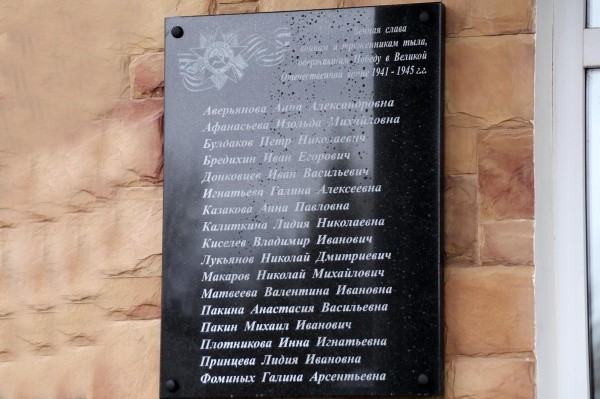 Вечная слава
воинам и труженникам тыла,
одержавшим Победу в Великой
Отечественной войне 1941 - 1945 г.г.
Аверьянова Анна Александровна
Афанасьева Изольда Михайловна
Булдаков Петр Николаевич
Бредихин Иван Егорович
Донковцев Иван Васильевич
Игнатьева Галина Алексеевна
Казакова Анна Павловна
Калиткина Лидия Николаевна
Киселев Владимир Иванович
Лукьянов Николай Дмитриевич
Макаров Николай Михайлович
Матвеева Валентина Ивановна
Пакина Анастасия Васильевна
Пакин Михаил Иванович
Плотникова Инна Игнатьевна
Принцева Лидия Ивановна
Фоминых Галина Арсентьевна